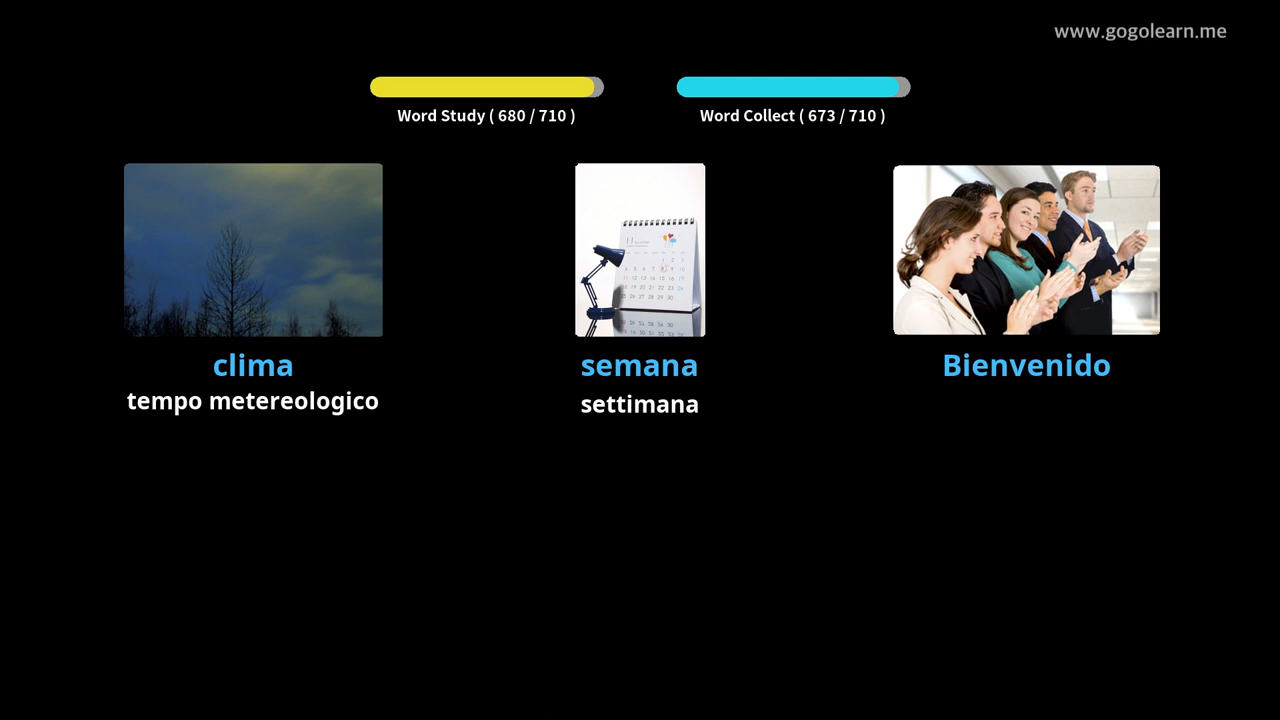 www.gogolearn.me
Word Study ( 680 / 710 )
Word Collect ( 673 / 710 )
clima
semana
Bienvenido
tempo metereologico
settimana